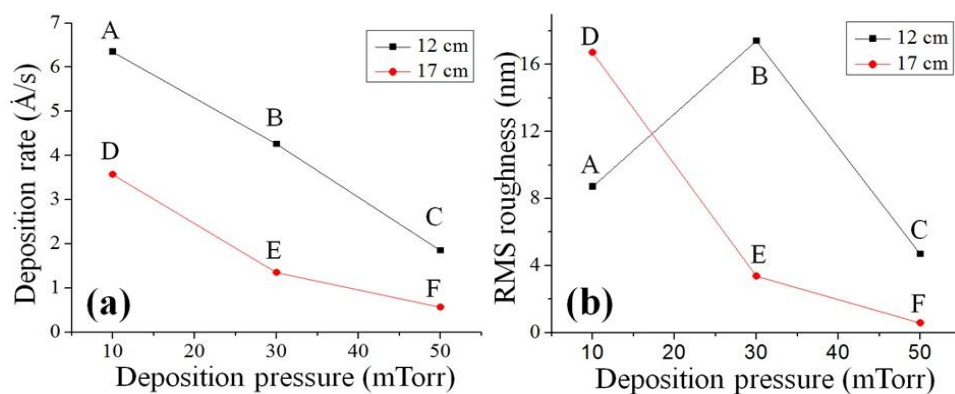 7
6
5
4
3
2
1
0
Deposition rate (Å/s)
A
B
C
D
E
F
12 cm
17 cm
(a)
10 20 30 40 50
Deposition pressure (mTorr)
16
12
8
4
0
RMS roughness (nm)
D
B
A
C
E
F
12 cm
17 cm
(b)
10 20 30 40 50
Deposition pressure (mTorr)